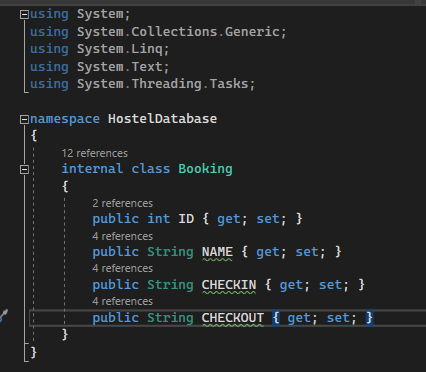 using System;
using System.Collections.Generic;
using System.Linq;
using System.Text;
using System.Threading.Tasks;
namespace HostelDatabase
{
12 references
internal class Booking
{
2 references
public int ID { get; set; }
4 references
public String NAME { get; set; }
4 references
public String CHECKIN { get; set; }
4 references
public String CHECKOUT { get; set; }
}
}